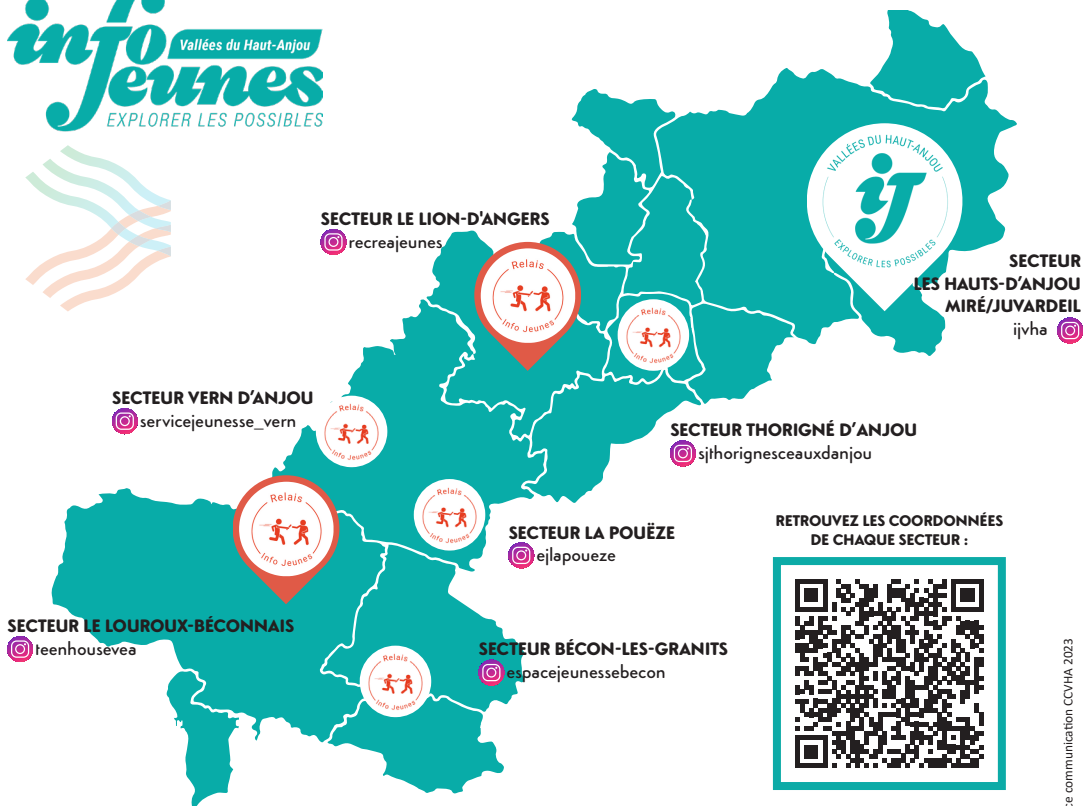 info
Jeunes
Vallées du Haut-Anjou
EXPLORER LES POSSIBLES
VALLÉES DU HAUT-ANJOU
iJ
EXPLORER LES POSSIBLES
SECTEUR LE LION-D'ANGERS
recreajeunes
Relais
Info Jeunes
SECTEUR
LES HAUTS-D'ANJOU
MIRÉ/JUVARDEIL
ijvha
Relais
Info Jeunes
SECTEUR VERN D'ANJOU
servicejeunesse_vern
Relais
Info Jeunes
SECTEUR THORIGNÉ D'ANJOU
sjthorignesceauxdanjou
Relais
Info Jeunes
Relais
Info Jeunes
SECTEUR LA POUËZE
ejlapoueze
RETROUVEZ LES COORDONNÉES
DE CHAQUE SECTEUR :
SECTEUR LE LOUROUX-BÉCONNAIS
teenhousevea
SECTEUR BÉCON-LES-GRANITS
espacejeunessebecon
Relais
Info Jeunes
ce communication CCVHA 2023